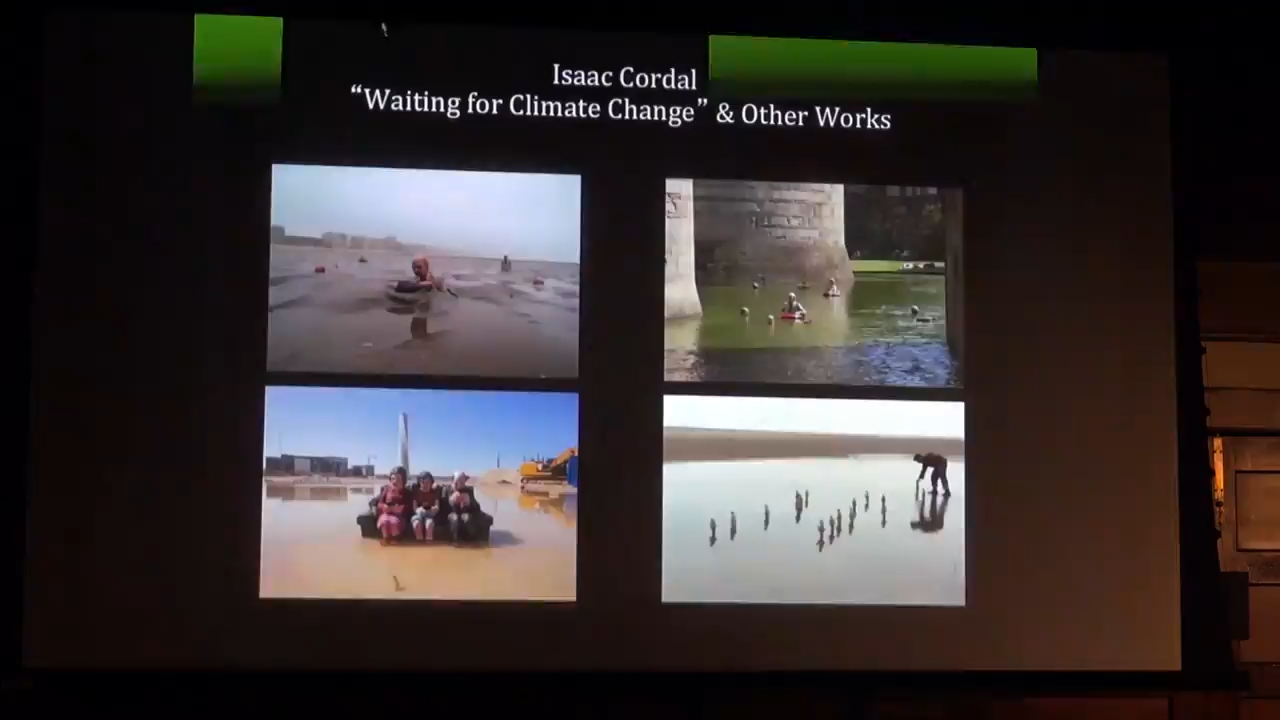 Isaac Cordal
“Waiting for Climate Change” & Other Works